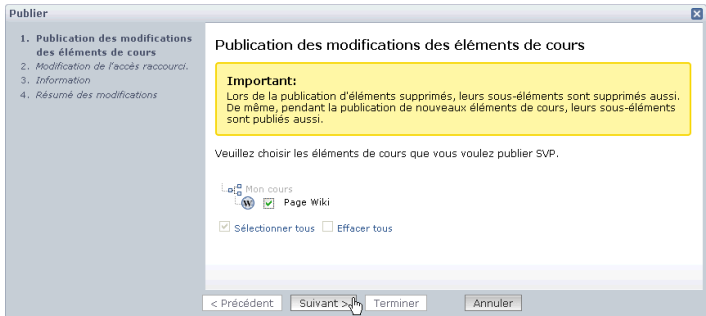 Publier
1. Publication des modifications
des éléments de cours
2. Modification de l'accès raccourci.
3. Information
4. Résumé des modifications
Publication des modifications des éléments de cours
Important:
Lors de la publication d'éléments supprimés, leurs sous-éléments sont supprimés aussi.
De même, pendant la publication de nouveaux éléments de cours, leurs sous-éléments
sont publiés aussi.
Veuillez choisir les éléments de cours que vous voulez publier SVP.
Mon cours
W Page Wiki
Sélectionner tous Effacer tous
< Précédent Suivant > Terminer Annuler